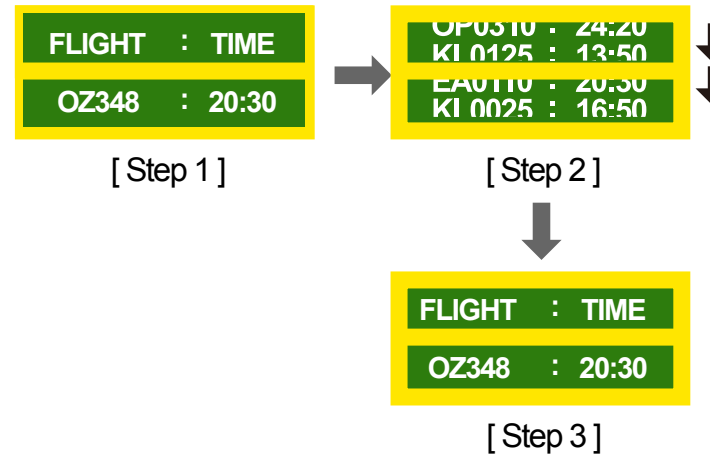 FLIGHT : TIME
OZ348 : 20:30
[ Step 1 ]
OP0310 : 24:20
KL0125 : 13:50
EA0110 : 20:30
KL0025 : 16:50
[ Step 2 ]
FLIGHT : TIME
OZ348 : 20:30
[ Step 3 ]